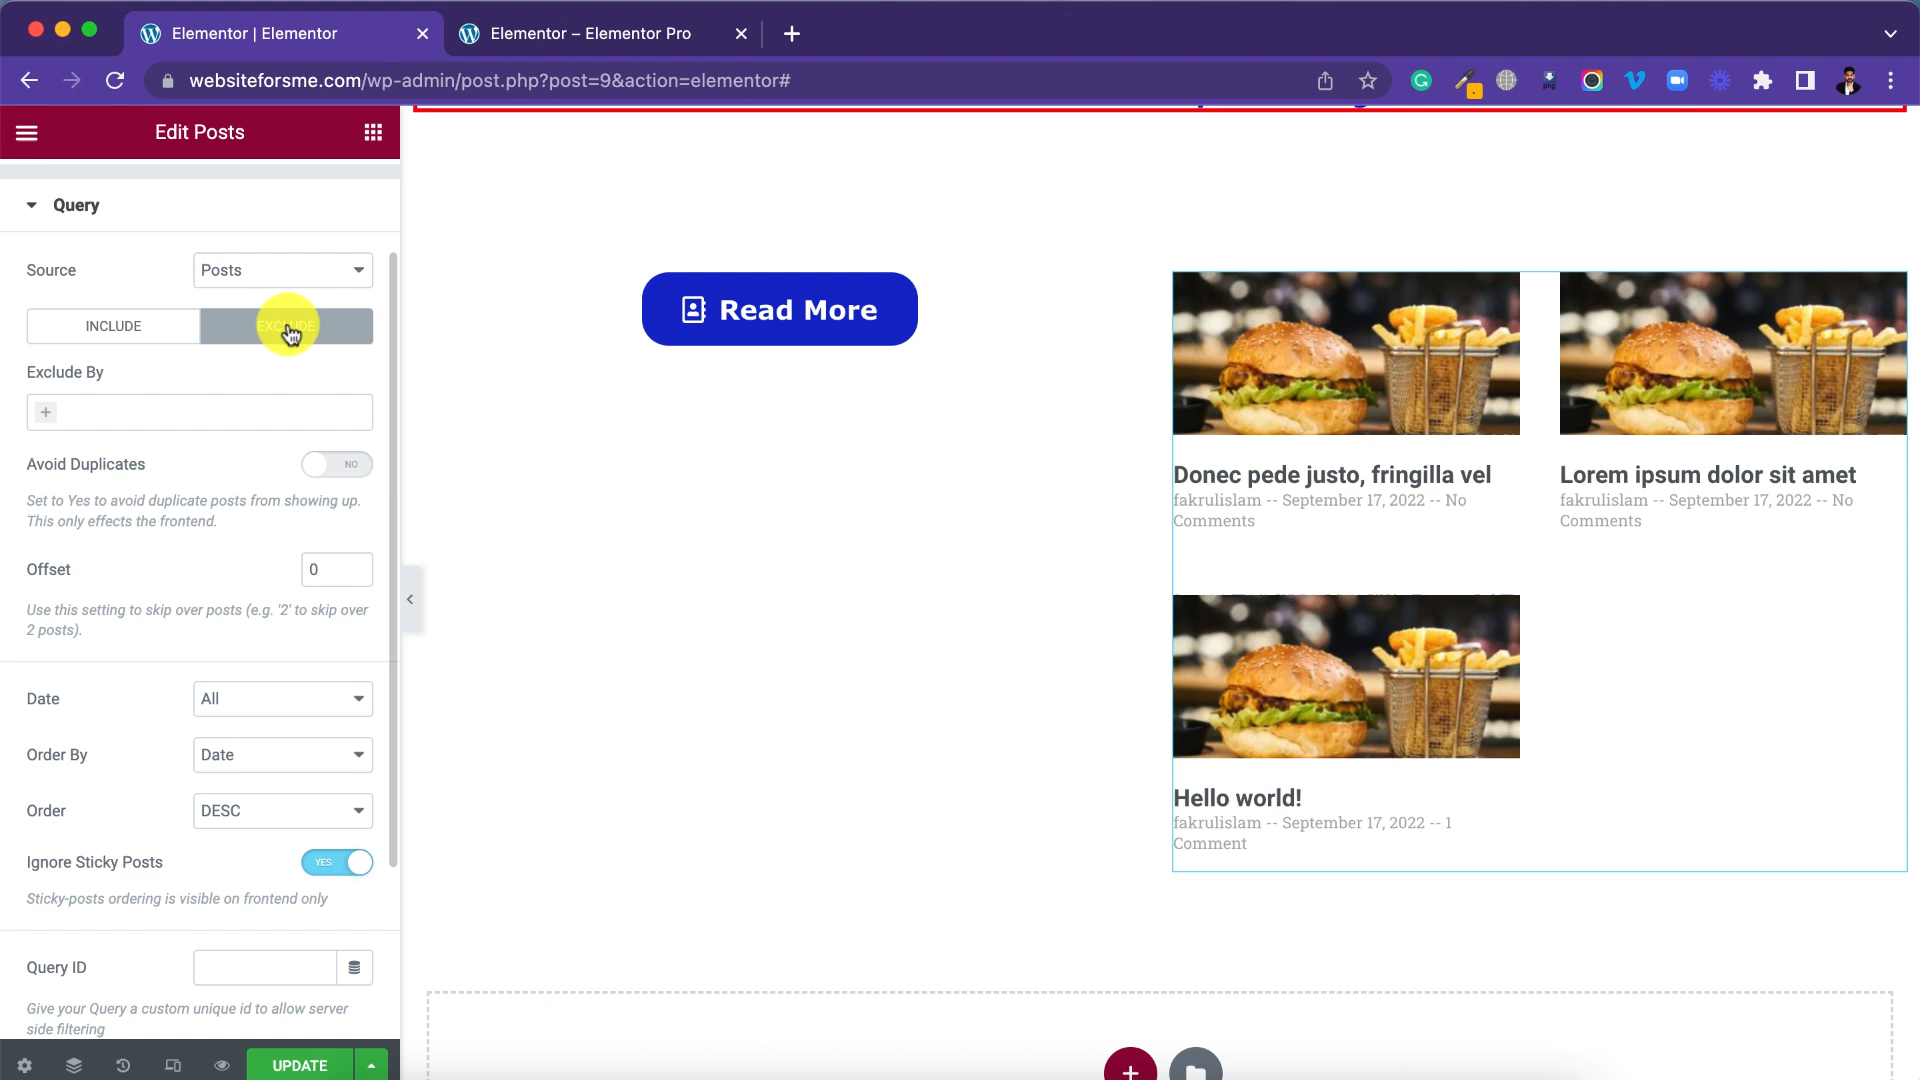 Elementor | Elementor
Elementor – Elementor Pro
websiteforsme.com/wp-admin/post.php?post=9&action=elementor#
Edit Posts
Query
Source
Posts
INCLUDE
EXCLUDE
Exclude By
Avoid Duplicates
NO
Set to Yes to avoid duplicate posts from showing up.
This only effects the frontend.
Offset
0
Use this setting to skip over posts (e.g. '2' to skip over
2 posts).
Date
All
Order By
Date
Order
DESC
Ignore Sticky Posts
YES
Sticky-posts ordering is visible on frontend only
Query ID
Give your Query a custom unique id to allow server
side filtering
UPDATE
Read More
Donec pede justo, fringilla vel
fakrulislam -- September 17, 2022 -- No
Comments
Lorem ipsum dolor sit amet
fakrulislam -- September 17, 2022 -- No
Comments
Hello world!
fakrulislam -- September 17, 2022 -- 1
Comment